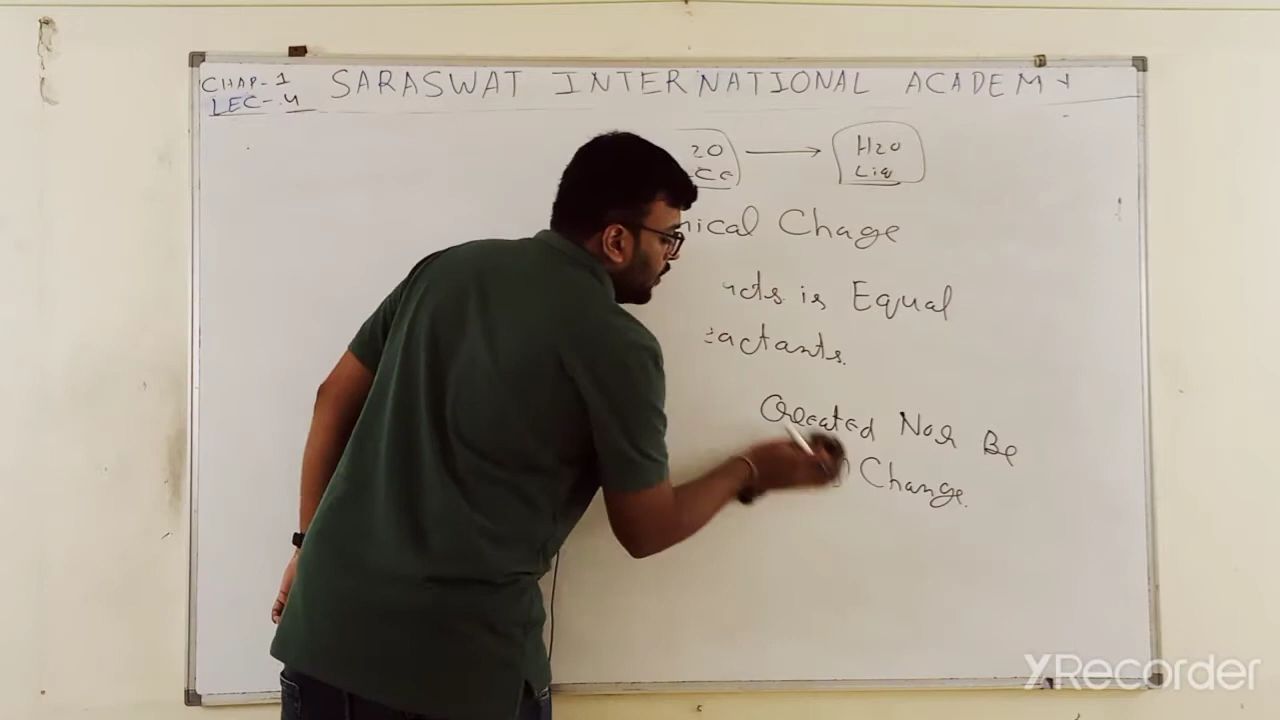 CHAP-1 SARASWAT INTERNATIONAL ACADEMY
LEC-4
20 → H2O
Liq
nical Chage
ucts is Equal
eactants.
Created Nor Be
Change.
XRecorder